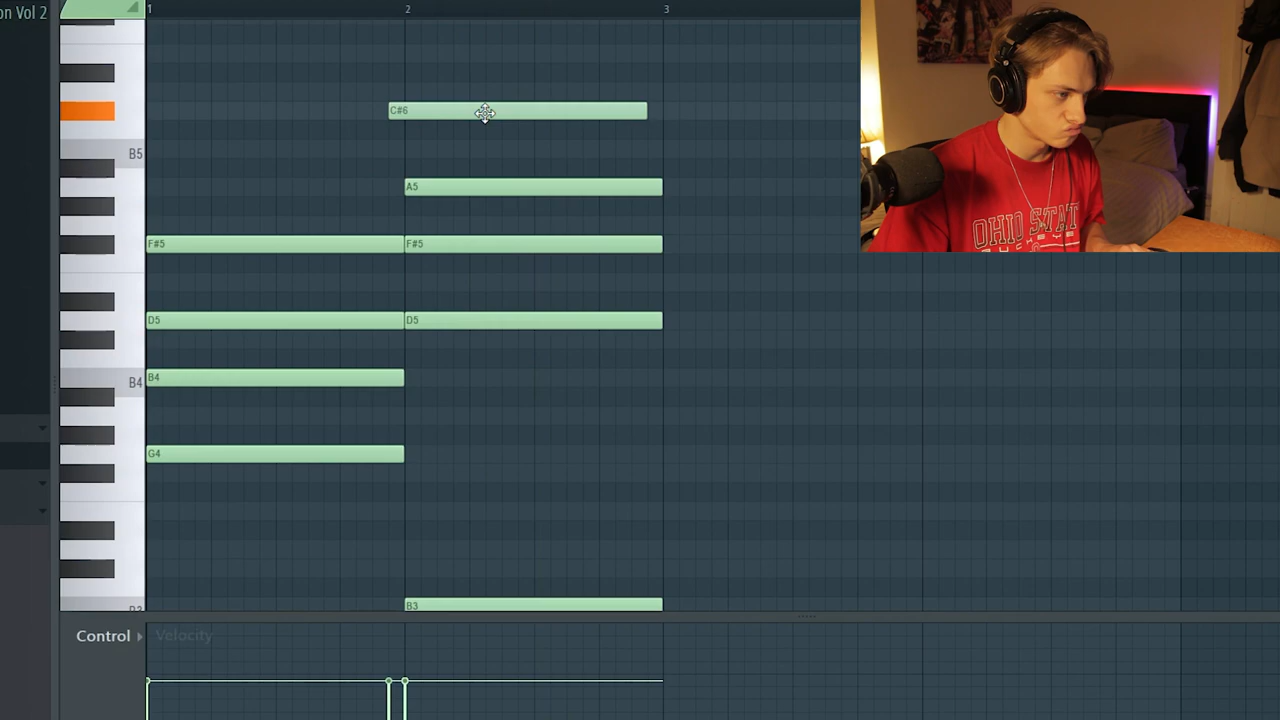 on Vol 2
1 2 3
C#6
B5
A5
F#5 F#5
D5 D5
B4 B4
G4
B3
Control Velocity
OHIO STATE